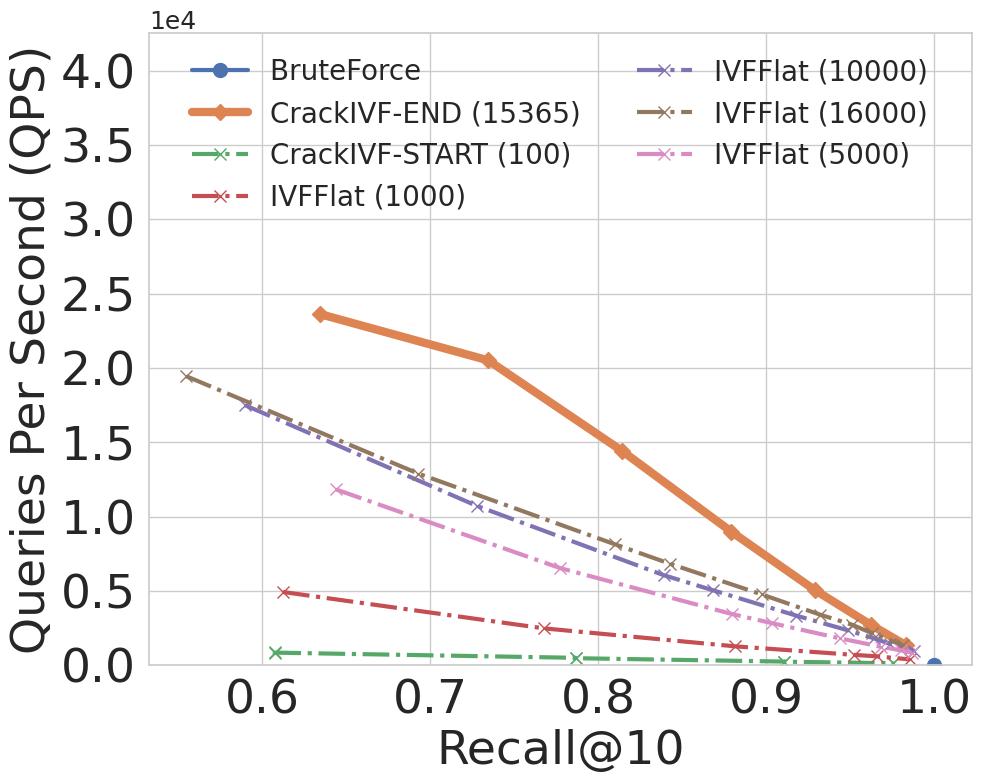 1e4
Queries Per Second (QPS)
4.0
3.5
3.0
2.5
2.0
1.5
1.0
0.5
0.0
BruteForce
CrackIVF-END (15365)
CrackIVF-START (100)
IVFFlat (1000)
IVFFlat (10000)
IVFFlat (16000)
IVFFlat (5000)
0.6 0.7 0.8 0.9 1.0
Recall@10